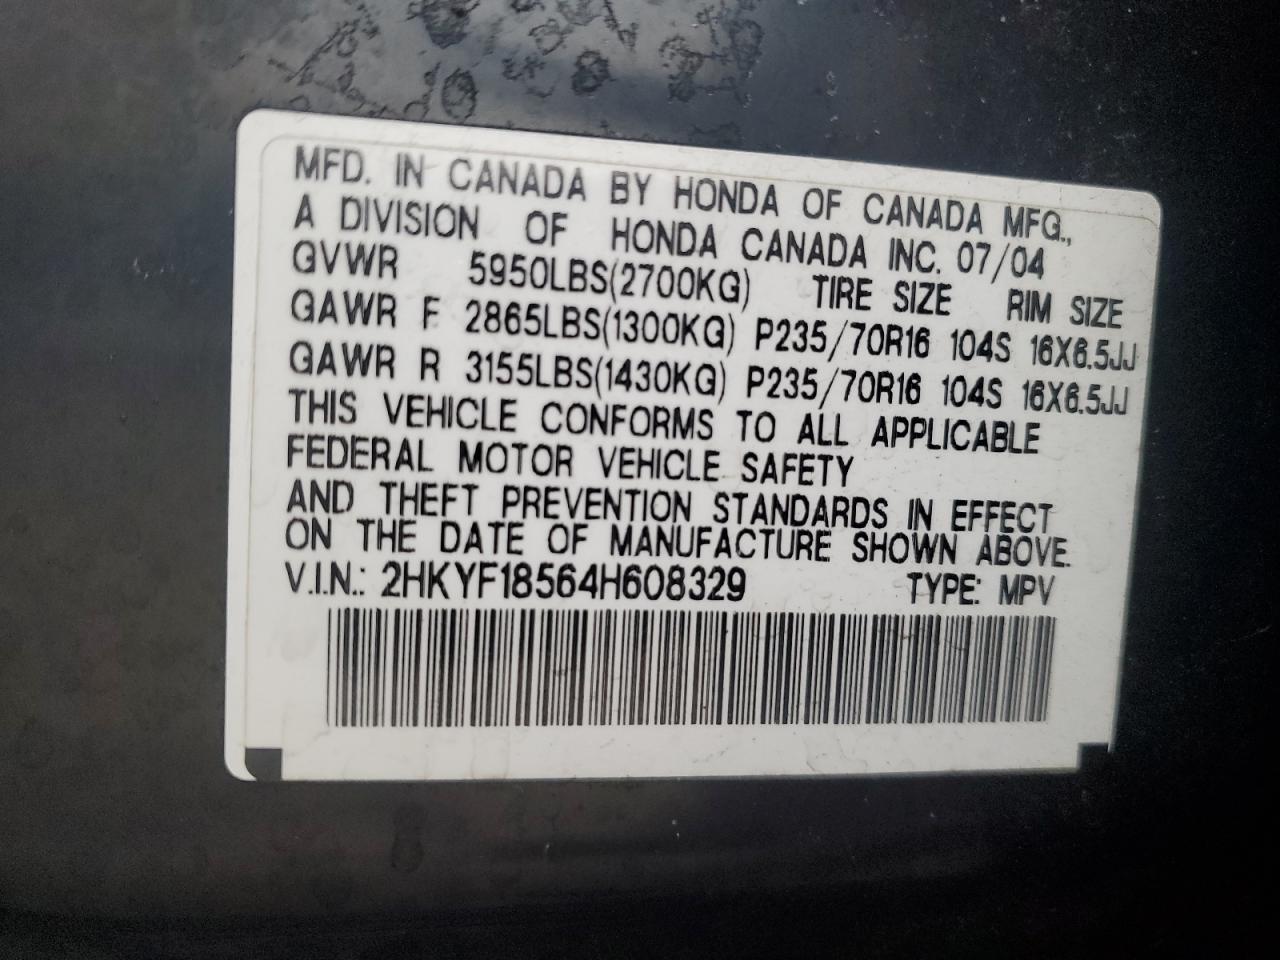 MFD. IN CANADA BY HONDA OF CANADA MFG.,
A DIVISION OF HONDA CANADA INC. 07/04
GVWR 5950LBS(2700KG) TIRE SIZE RIM SIZE
GAWR F 2865LBS(1300KG) P235/70R16 104S 16X6.5JJ
GAWR R 3155LBS(1430KG) P235/70R16 104S 16X6.5JJ
THIS VEHICLE CONFORMS TO ALL APPLICABLE
FEDERAL MOTOR VEHICLE SAFETY
AND THEFT PREVENTION STANDARDS IN EFFECT
ON THE DATE OF MANUFACTURE SHOWN ABOVE.
V.I.N.: 2HKYF18564H608329 TYPE: MPV